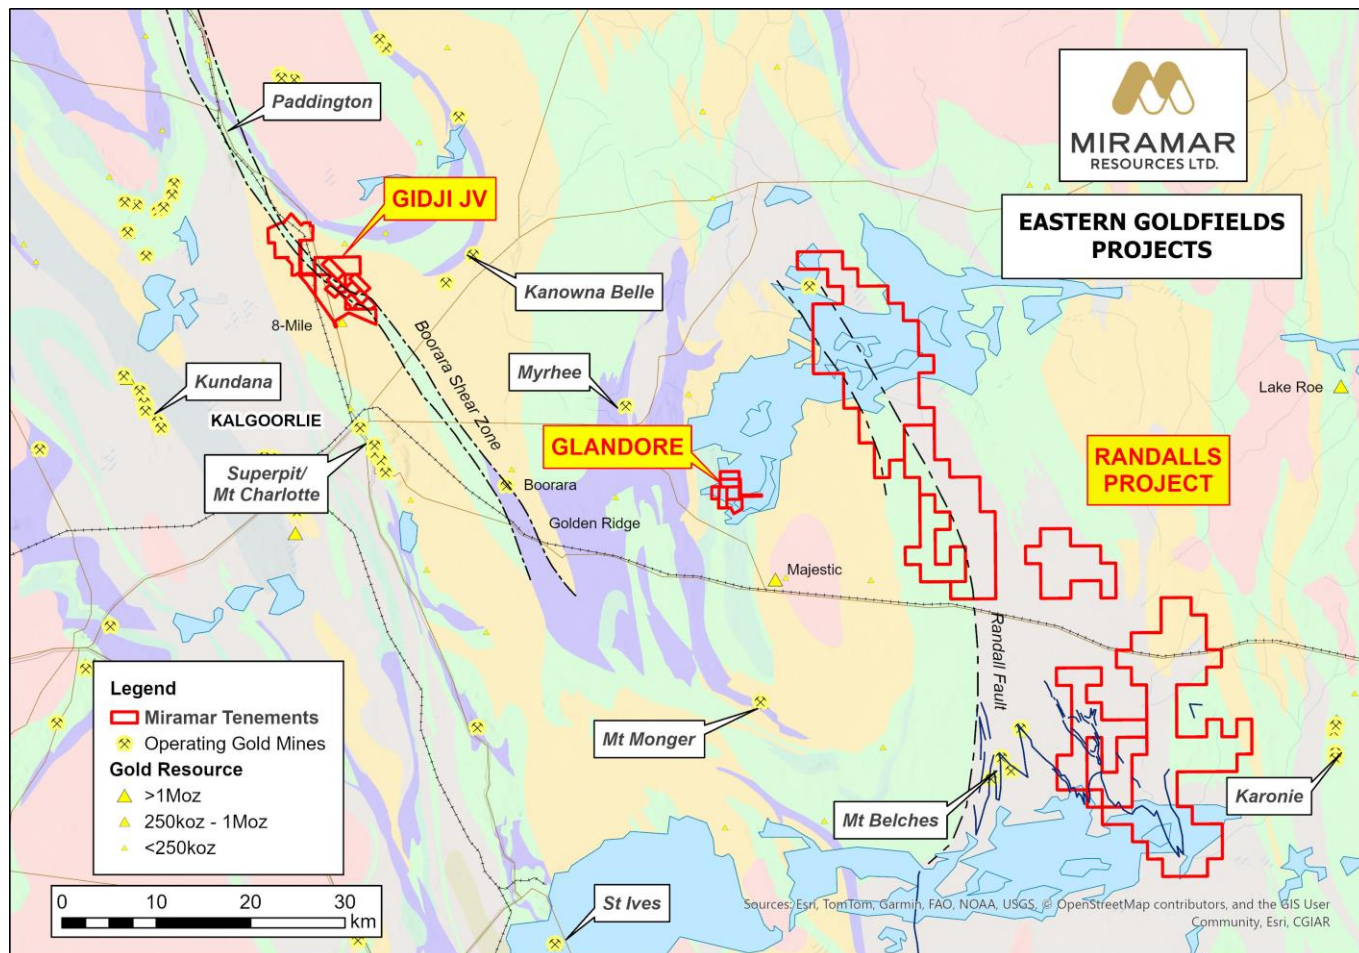 MIRAMAR
RESOURCES LTD.
EASTERN GOLDFIELDS
PROJECTS
Paddington
GIDJI JV
Kanowna Belle
8-Mile
Boorara Shear Zone
Kundana
KALGOORLIE
Myrhee
Lake Roe
GLANDORE
RANDALLS
PROJECT
Superpit/
Mt Charlotte
Boorara
Golden Ridge
Majestic
Randall Fault
Mt Monger
Mt Belches
Karonie
St Ives
Legend
Miramar Tenements
Operating Gold Mines
Gold Resource
>1Moz
250koz - 1Moz
<250koz
0 10 20 30
km
Sources: Esri, TomTom, Garmin, FAO, NOAA, USGS, © OpenStreetMap contributors, and the GIS User
Community, Esri, CGIAR